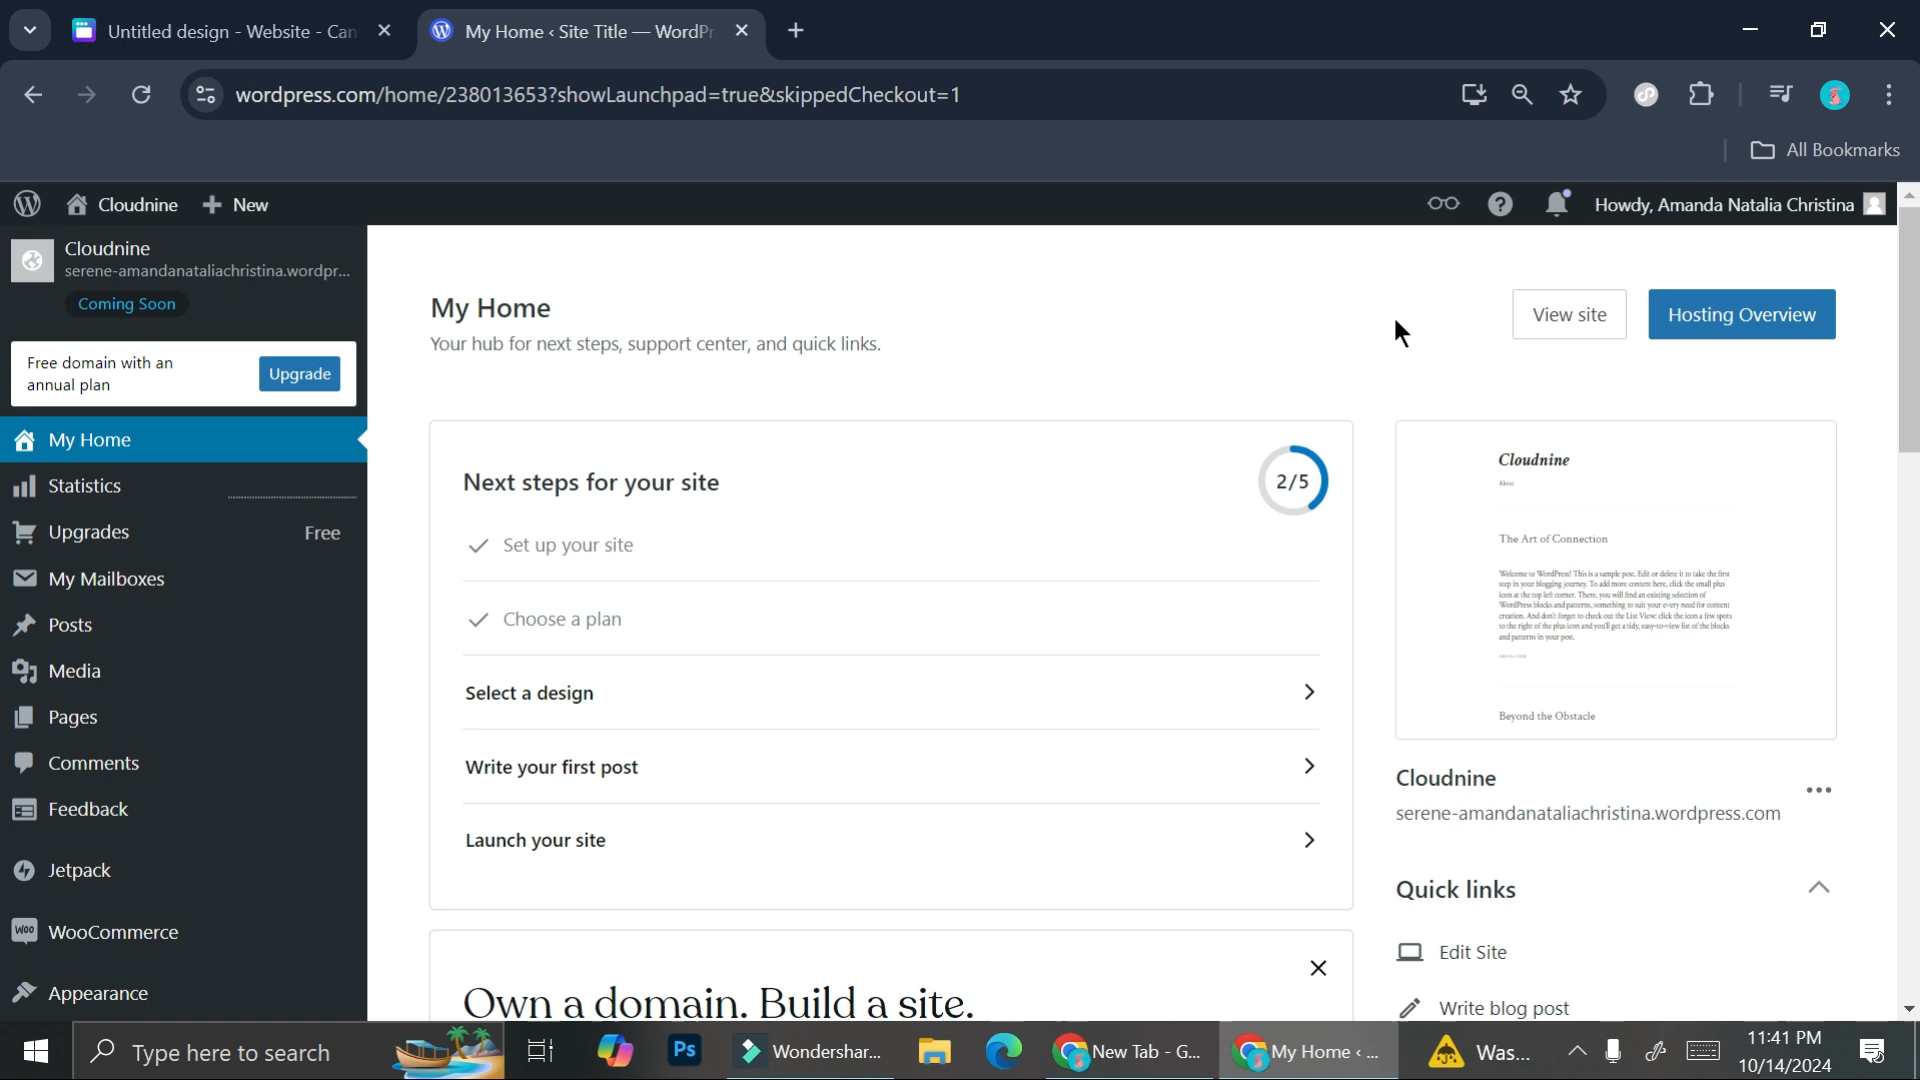 Untitled design - Website - Can
My Home ‹ Site Title — WordPr
wordpress.com/home/238013653?showLaunchpad=true&skippedCheckout=1
All Bookmarks
Cloudnine
New
Howdy, Amanda Natalia Christina
Cloudnine
serene-amandanataliachristina.wordpr...
Coming Soon
Free domain with an
annual plan
Upgrade
My Home
Statistics
Upgrades
Free
My Mailboxes
Posts
Media
Pages
Comments
Feedback
Jetpack
WooCommerce
Appearance
My Home
Your hub for next steps, support center, and quick links.
View site
Hosting Overview
Next steps for your site
2/5
Set up your site
Choose a plan
Select a design
Write your first post
Launch your site
Own a domain. Build a site.
Cloudnine
About
The Art of Connection
Welcome to WordPress! This is a sample post. Edit or delete it to take the first
step in your blogging journey. To add more content here, click the small plus
icon at the top left corner. There, you will find an existing selection of
WordPress blocks and patterns, something to suit your every need for content
creation. And don't forget to check out the List View: click the icon a few spots
to the right of the plus icon and you'll get a tidy, easy-to-view list of the blocks
and patterns in your post.
Beyond the Obstacle
Cloudnine
serene-amandanataliachristina.wordpress.com
Quick links
Edit Site
Write blog post
Type here to search
Ps
Wondershar...
New Tab - G...
My Home ‹ ...
Was...
11:41 PM
10/14/2024